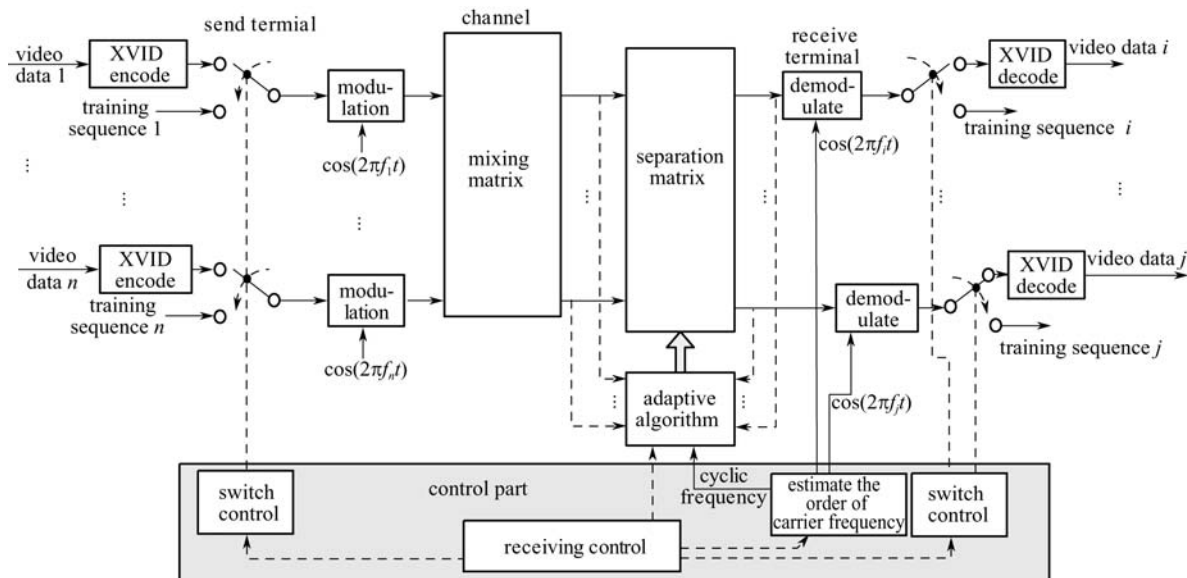 channel
send termial
receive
terminal
video
data 1
XVID
encode
training
sequence 1
modu-
lation
cos(2πf₁t)
mixing
matrix
separation
matrix
demod-
ulate
cos(2πfᵢt)
XVID
decode
video data i
training sequence i
video
data n
XVID
encode
training
sequence n
modu-
lation
cos(2πfₙt)
demod-
ulate
cos(2πfⱼt)
XVID
decode
video data j
training sequence j
adaptive
algorithm
switch
control
control part
cyclic
frequency
estimate the
order of
carrier frequency
switch
control
receiving control